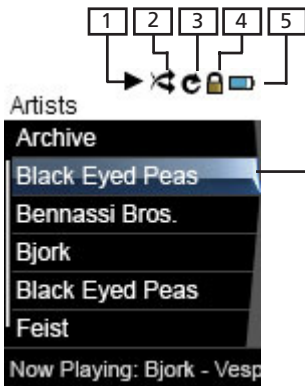 1 2 3 4 5
Artists
Archive
Black Eyed Peas
Bennassi Bros.
Bjork
Black Eyed Peas
Feist
Now Playing: Bjork - Vesp